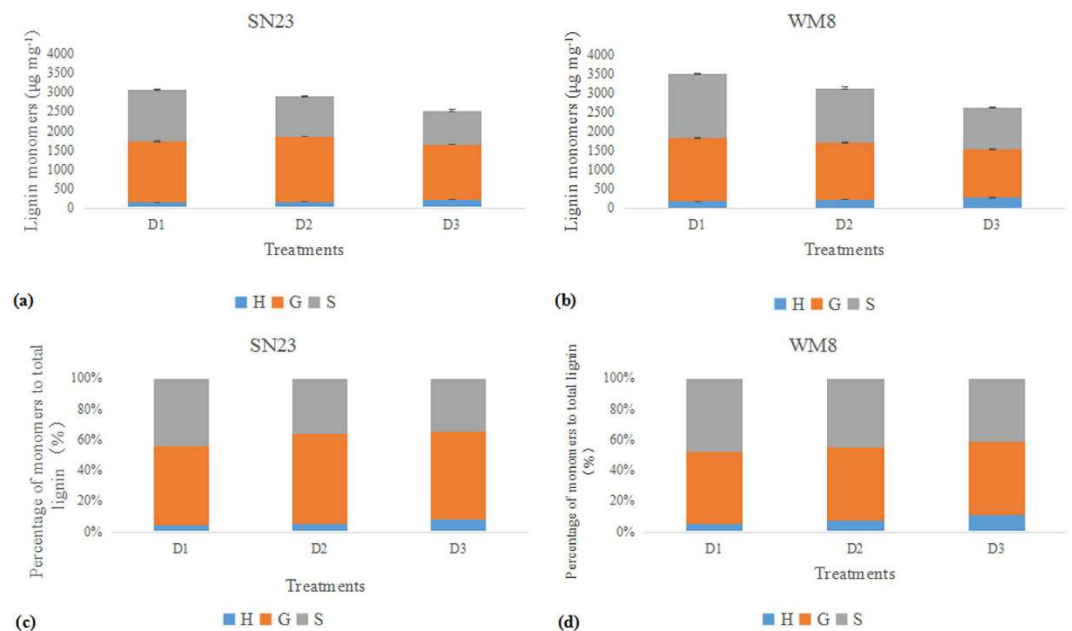 SN23
Lignin monomers (µg mg⁻¹)
4000
3500
3000
2500
2000
1500
1000
500
0
D1 D2 D3
Treatments
(a)
H G S
WM8
Lignin monomers (µg mg⁻¹)
4000
3500
3000
2500
2000
1500
1000
500
0
D1 D2 D3
Treatments
(b)
H G S
SN23
Percentage of monomers to total
lignin (%)
100%
80%
60%
40%
20%
0%
D1 D2 D3
Treatments
(c)
H G S
WM8
Percentage of monomers to total lignin
(%)
100%
80%
60%
40%
20%
0%
D1 D2 D3
Treatments
(d)
H G S